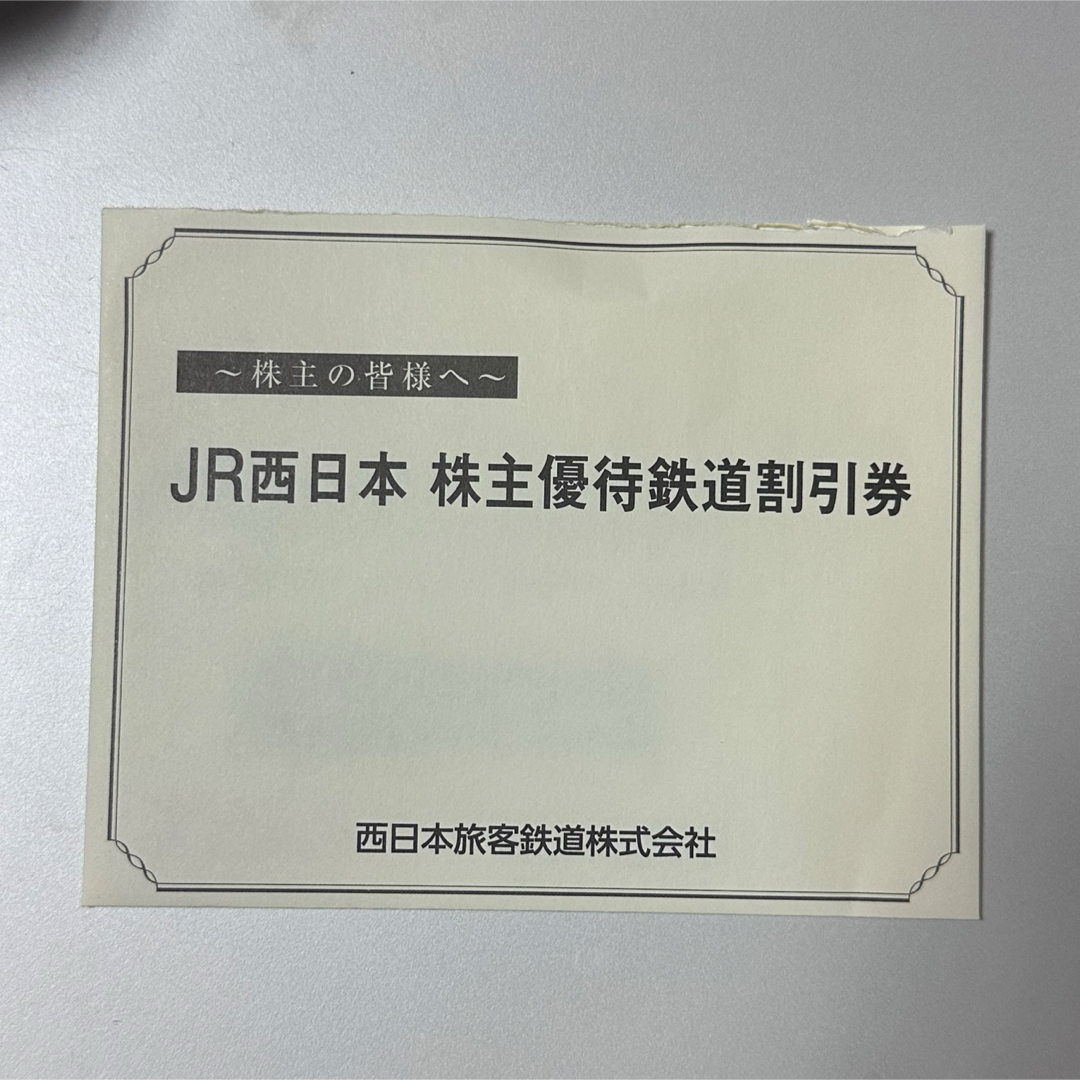 ～株主の皆様へ～
JR西日本 株主優待鉄道割引券
西日本旅客鉄道株式会社